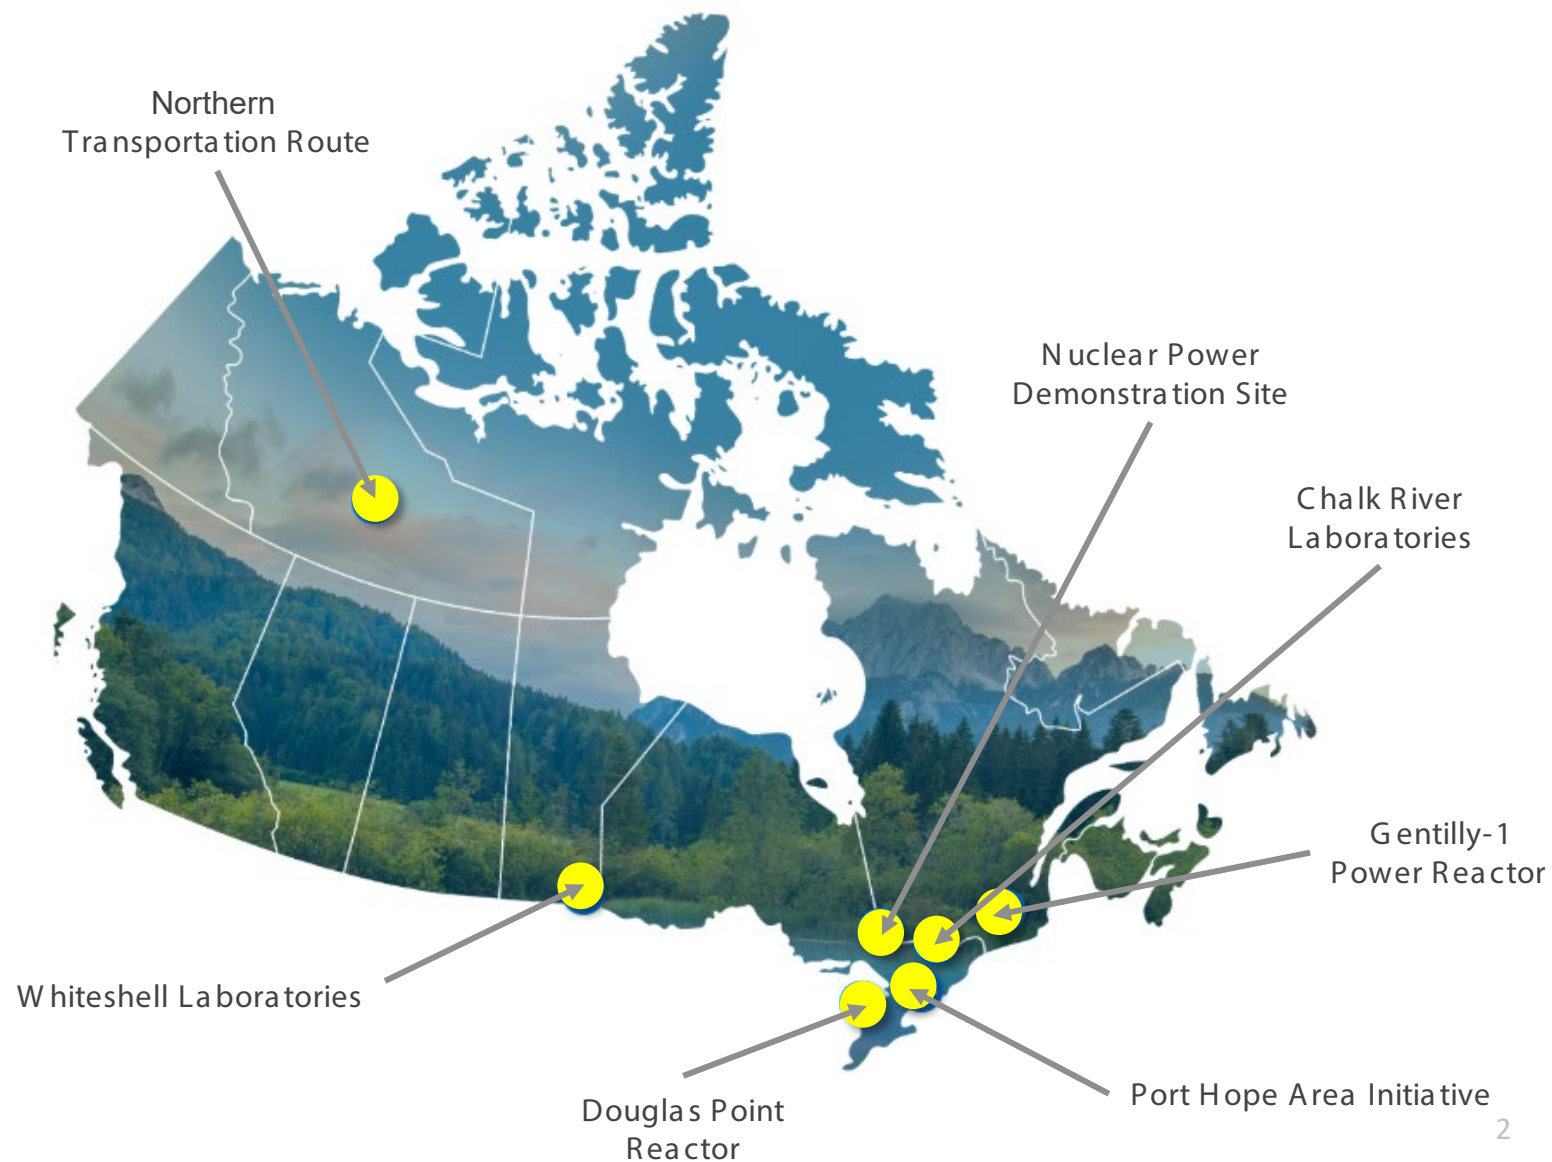 Northern
Transportation Route
Nuclear Power
Demonstration Site
Chalk River
Laboratories
Gentilly-1
Power Reactor
Whiteshell Laboratories
Douglas Point
Reactor
Port Hope Area Initiative
2